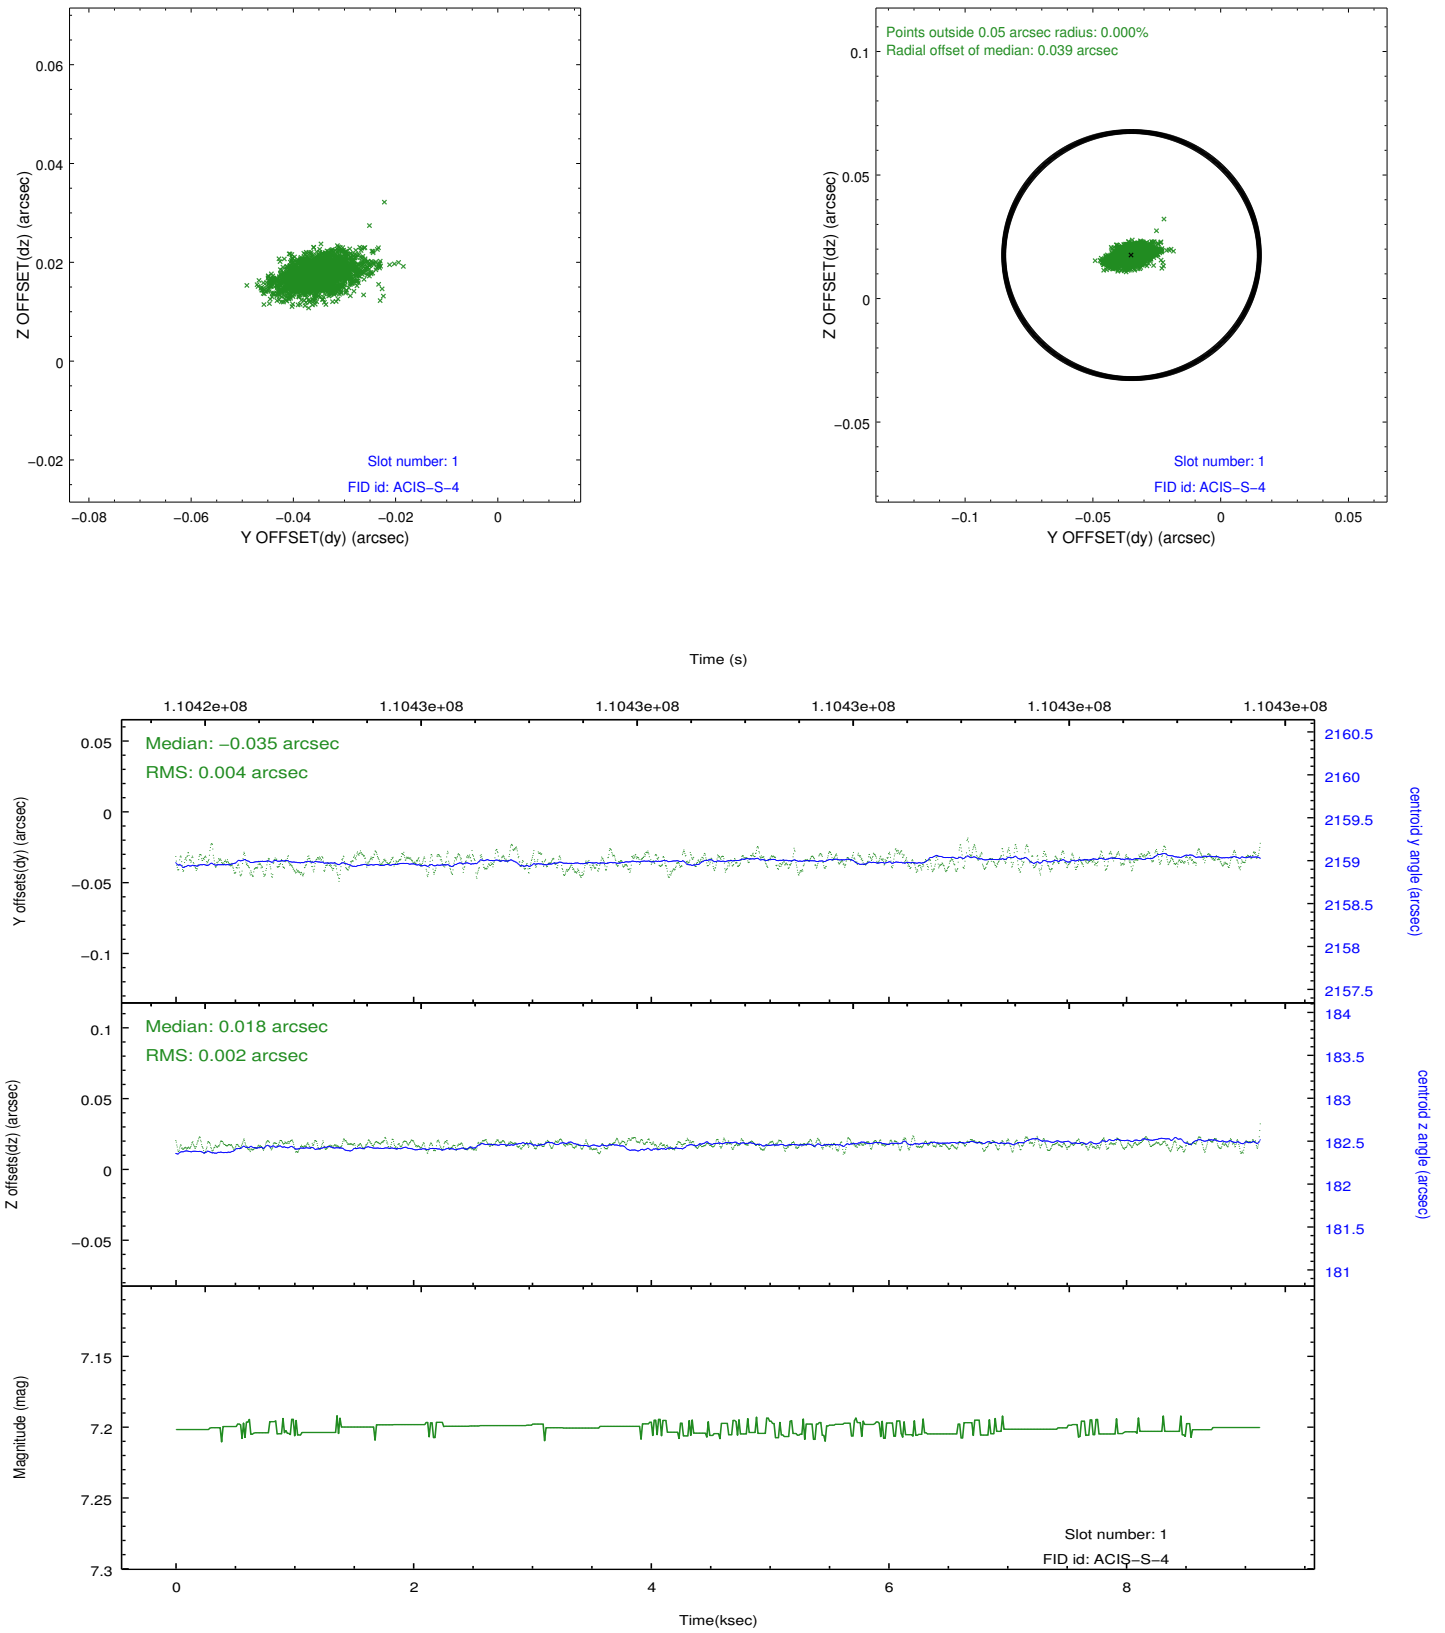 0.06
0.04
0.02
0
−0.02
−0.08
−0.06
−0.04
−0.02
0
Z OFFSET(dz) (arcsec)
Y OFFSET(dy) (arcsec)
Slot number: 1
FID id: ACIS−S−4
Points outside 0.05 arcsec radius: 0.000%
Radial offset of median: 0.039 arcsec
0.1
0.05
0
−0.05
−0.1
−0.05
0
0.05
Z OFFSET(dz) (arcsec)
Y OFFSET(dy) (arcsec)
Slot number: 1
FID id: ACIS−S−4
Time (s)
1.1042e+08
1.1043e+08
1.1043e+08
1.1043e+08
1.1043e+08
1.1043e+08
Median: −0.035 arcsec
RMS: 0.004 arcsec
0.05
0
−0.05
−0.1
Y offsets(dy) (arcsec)
2160.5
2160
2159.5
2159
2158.5
2158
2157.5
centroid y angle (arcsec)
Median: 0.018 arcsec
RMS: 0.002 arcsec
0.1
0.05
0
−0.05
Z offsets(dz) (arcsec)
184
183.5
183
182.5
182
181.5
181
centroid z angle (arcsec)
7.15
7.2
7.25
7.3
Magnitude (mag)
Slot number: 1
FID id: ACIS−S−4
0
2
4
6
8
Time(ksec)